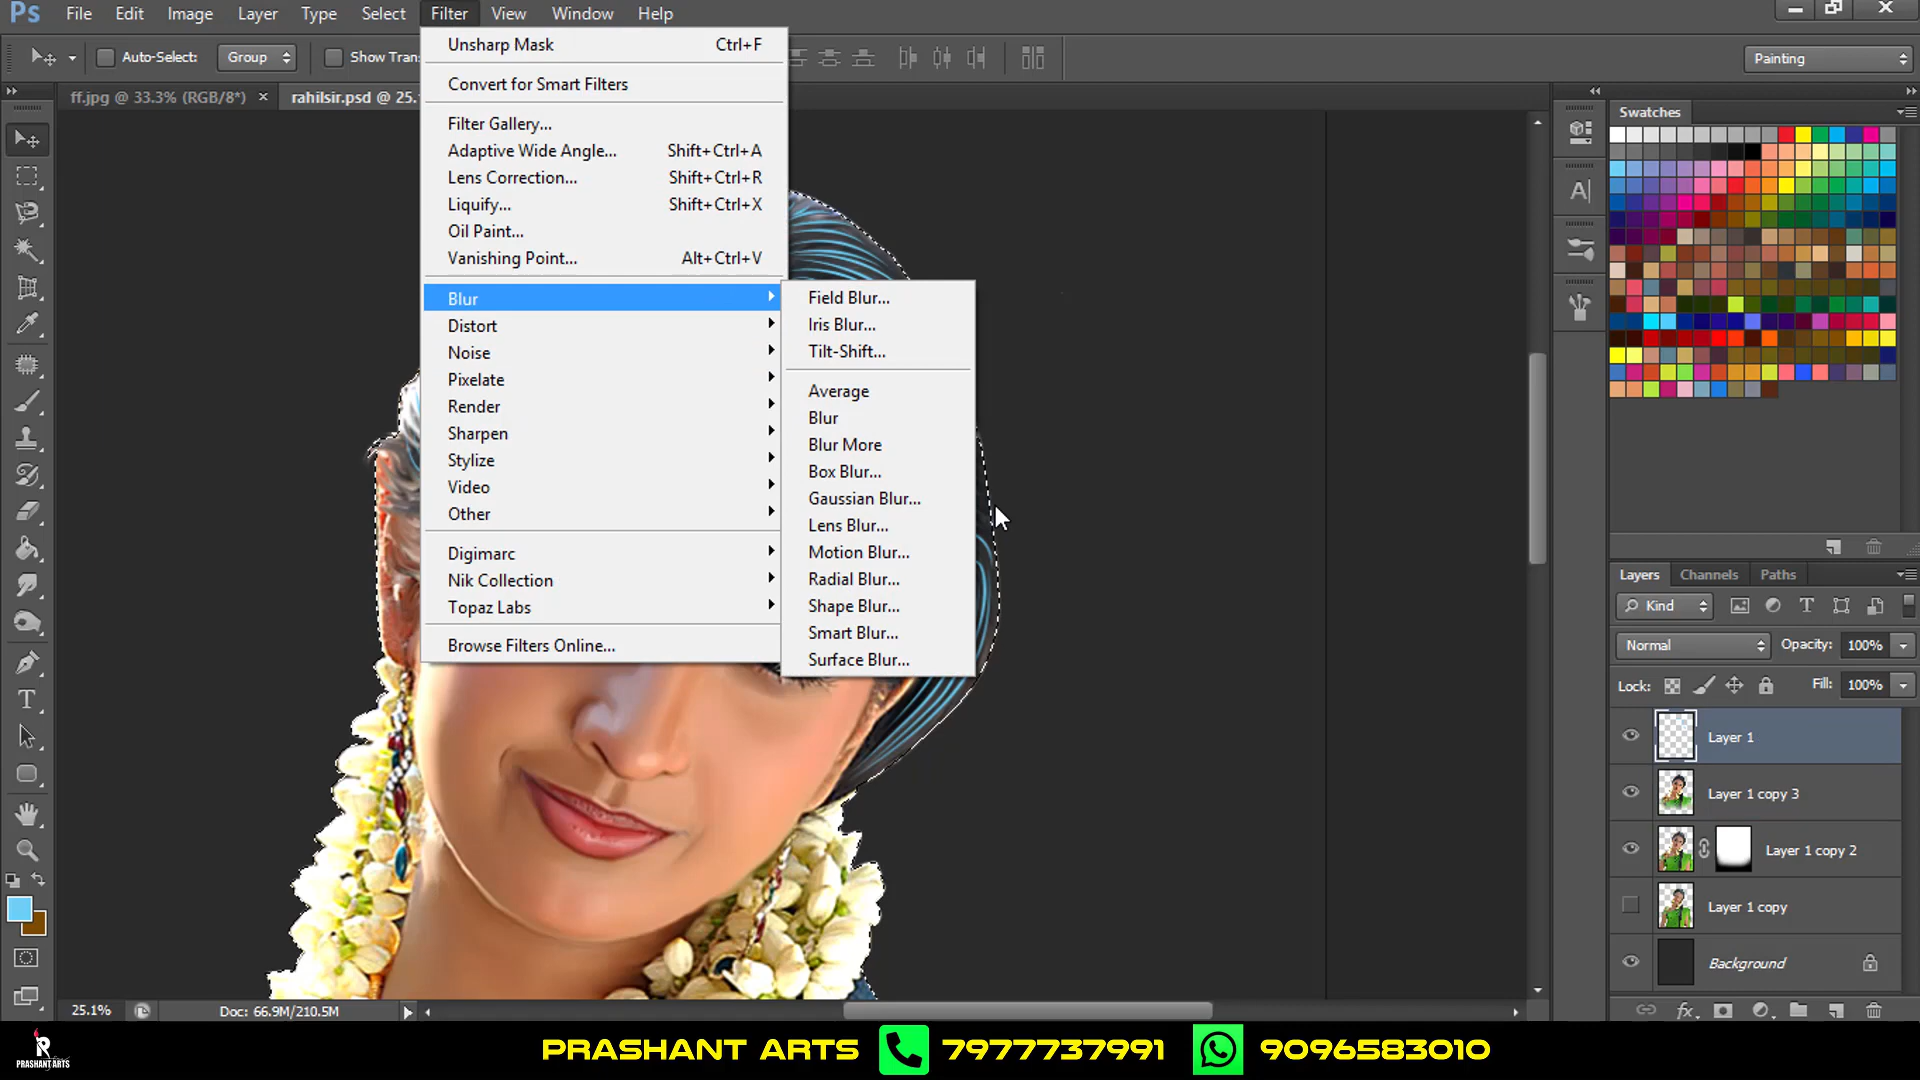 Ps File Edit Image Layer Type Select Filter View Window Help
Auto-Select: Group Show Tran Painting
ff.jpg @ 33.3% (RGB/8*) × rahilsir.psd @ 25.
Unsharp Mask Ctrl+F
Convert for Smart Filters
Filter Gallery...
Adaptive Wide Angle... Shift+Ctrl+A
Lens Correction... Shift+Ctrl+R
Liquify... Shift+Ctrl+X
Oil Paint...
Vanishing Point... Alt+Ctrl+V
Blur
Distort
Noise
Pixelate
Render
Sharpen
Stylize
Video
Other
Digimarc
Nik Collection
Topaz Labs
Browse Filters Online...
Field Blur...
Iris Blur...
Tilt-Shift...
Average
Blur
Blur More
Box Blur...
Gaussian Blur...
Lens Blur...
Motion Blur...
Radial Blur...
Shape Blur...
Smart Blur...
Surface Blur...
Swatches
Layers Channels Paths
Kind
Normal Opacity: 100%
Lock: Fill: 100%
Layer 1
Layer 1 copy 3
Layer 1 copy 2
Layer 1 copy
Background
25.1% Doc: 66.9M/210.5M
PRASHANT ARTS
PRASHANT ARTS 7977737991 9096583010